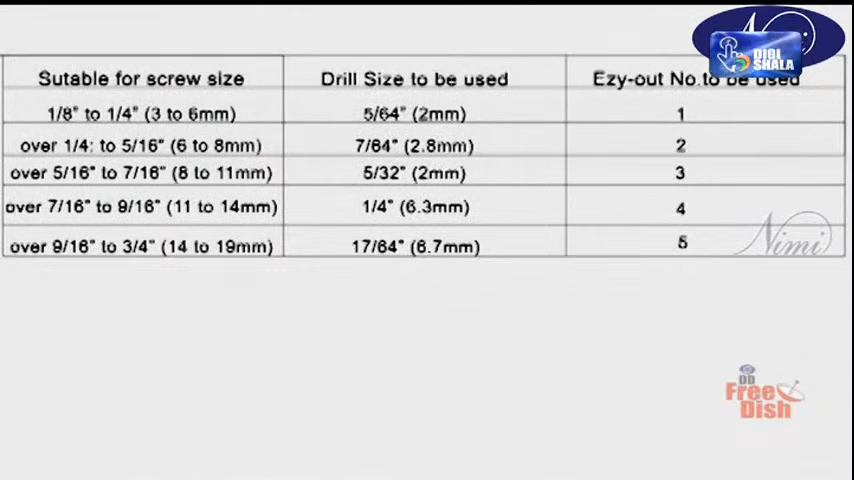 DIGI
SHALA
Sutable for screw size Drill Size to be used Ezy-out No.to be used
1/8" to 1/4" (3 to 6mm) 5/64" (2mm) 1
over 1/4: to 5/16" (6 to 8mm) 7/64" (2.8mm) 2
over 5/16" to 7/16" (8 to 11mm) 5/32" (2mm) 3
over 7/16" to 9/16" (11 to 14mm) 1/4" (6.3mm) 4
over 9/16" to 3/4" (14 to 19mm) 17/64" (6.7mm) 5
Nimi
DD
Free
Dish